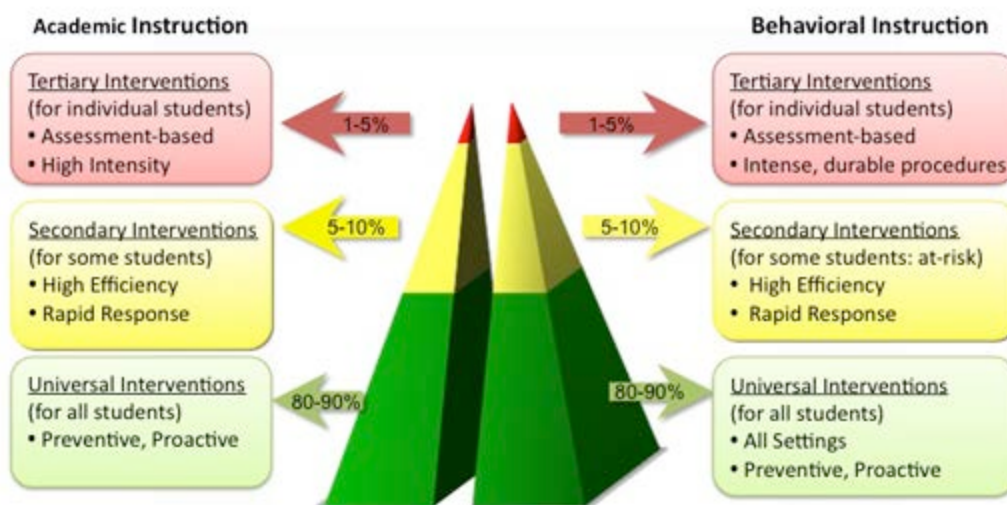 Academic Instruction
Tertiary Interventions
(for individual students)
• Assessment-based
• High Intensity
1-5%
Secondary Interventions
(for some students)
• High Efficiency
• Rapid Response
5-10%
Universal Interventions
(for all students)
• Preventive, Proactive
80-90%
Behavioral Instruction
1-5%
Tertiary Interventions
(for individual students)
• Assessment-based
• Intense, durable procedures
5-10%
Secondary Interventions
(for some students: at-risk)
• High Efficiency
• Rapid Response
80-90%
Universal Interventions
(for all students)
• All Settings
• Preventive, Proactive